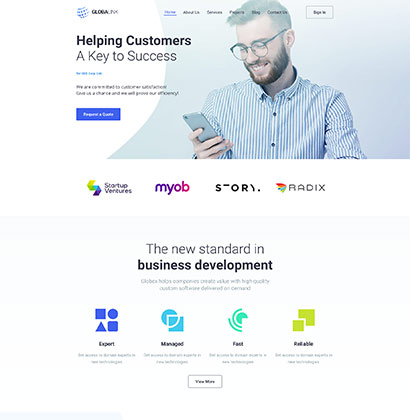 GLOBALINK
Home About Us Services Projects Blog Contact Us Sign In
Helping Customers
A Key to Success
We are committed to customer satisfaction!
Give us a chance and we will prove our efficiency!
Request a Quote
Startup
Ventures
myob
STORY.
RADIX
The new standard in
business development
Globex helps companies create value with high-quality
custom software delivered on demand
Expert Managed Fast Reliable
Get access to domain experts in Get access to domain experts in Get access to domain experts in Get access to domain experts in
new technologies new technologies new technologies new technologies
View More